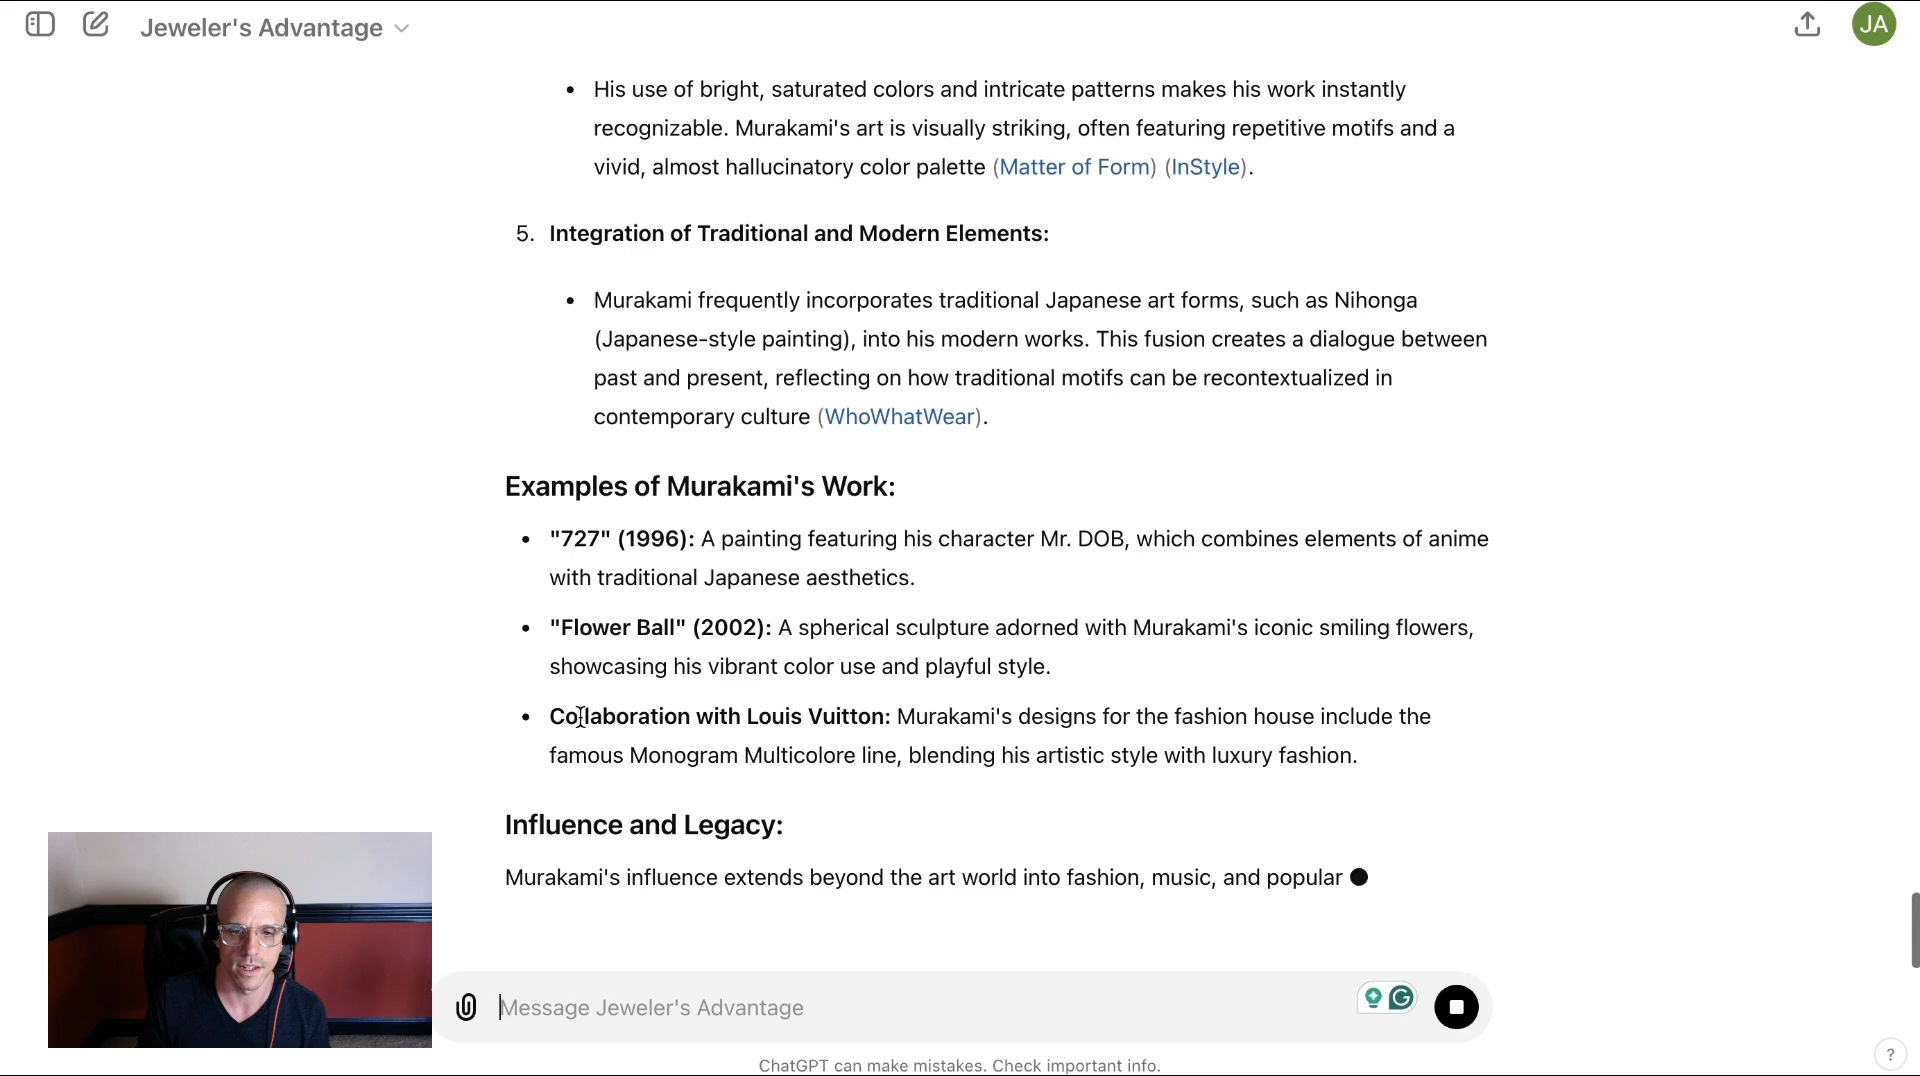 Jeweler's Advantage
JA
• His use of bright, saturated colors and intricate patterns makes his work instantly
recognizable. Murakami's art is visually striking, often featuring repetitive motifs and a
vivid, almost hallucinatory color palette (Matter of Form) (InStyle).
5. Integration of Traditional and Modern Elements:
• Murakami frequently incorporates traditional Japanese art forms, such as Nihonga
(Japanese-style painting), into his modern works. This fusion creates a dialogue between
past and present, reflecting on how traditional motifs can be recontextualized in
contemporary culture (WhoWhatWear).
Examples of Murakami's Work:
• "727" (1996): A painting featuring his character Mr. DOB, which combines elements of anime
with traditional Japanese aesthetics.
• "Flower Ball" (2002): A spherical sculpture adorned with Murakami's iconic smiling flowers,
showcasing his vibrant color use and playful style.
• Collaboration with Louis Vuitton: Murakami's designs for the fashion house include the
famous Monogram Multicolore line, blending his artistic style with luxury fashion.
Influence and Legacy:
Murakami's influence extends beyond the art world into fashion, music, and popular
Message Jeweler's Advantage
ChatGPT can make mistakes. Check important info.
?